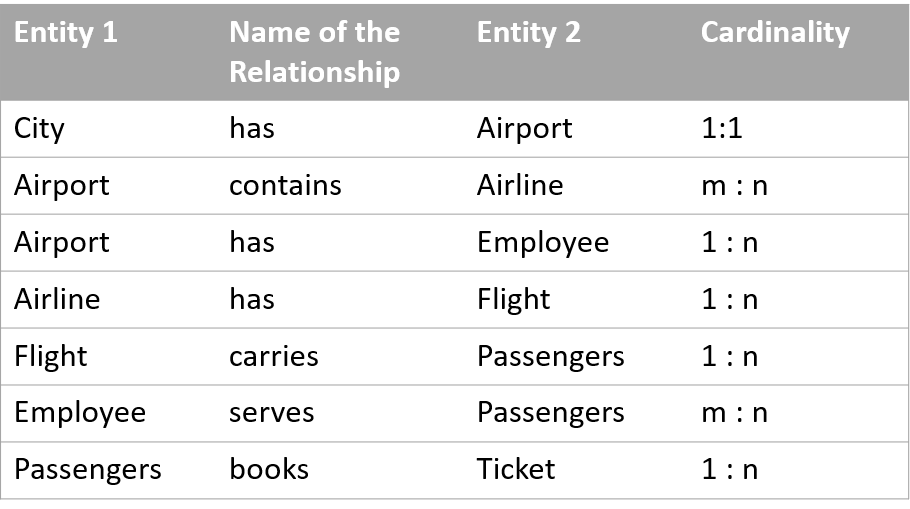 Entity 1 Name of the Relationship Entity 2 Cardinality
City has Airport 1:1
Airport contains Airline m : n
Airport has Employee 1 : n
Airline has Flight 1 : n
Flight carries Passengers 1 : n
Employee serves Passengers m : n
Passengers books Ticket 1 : n